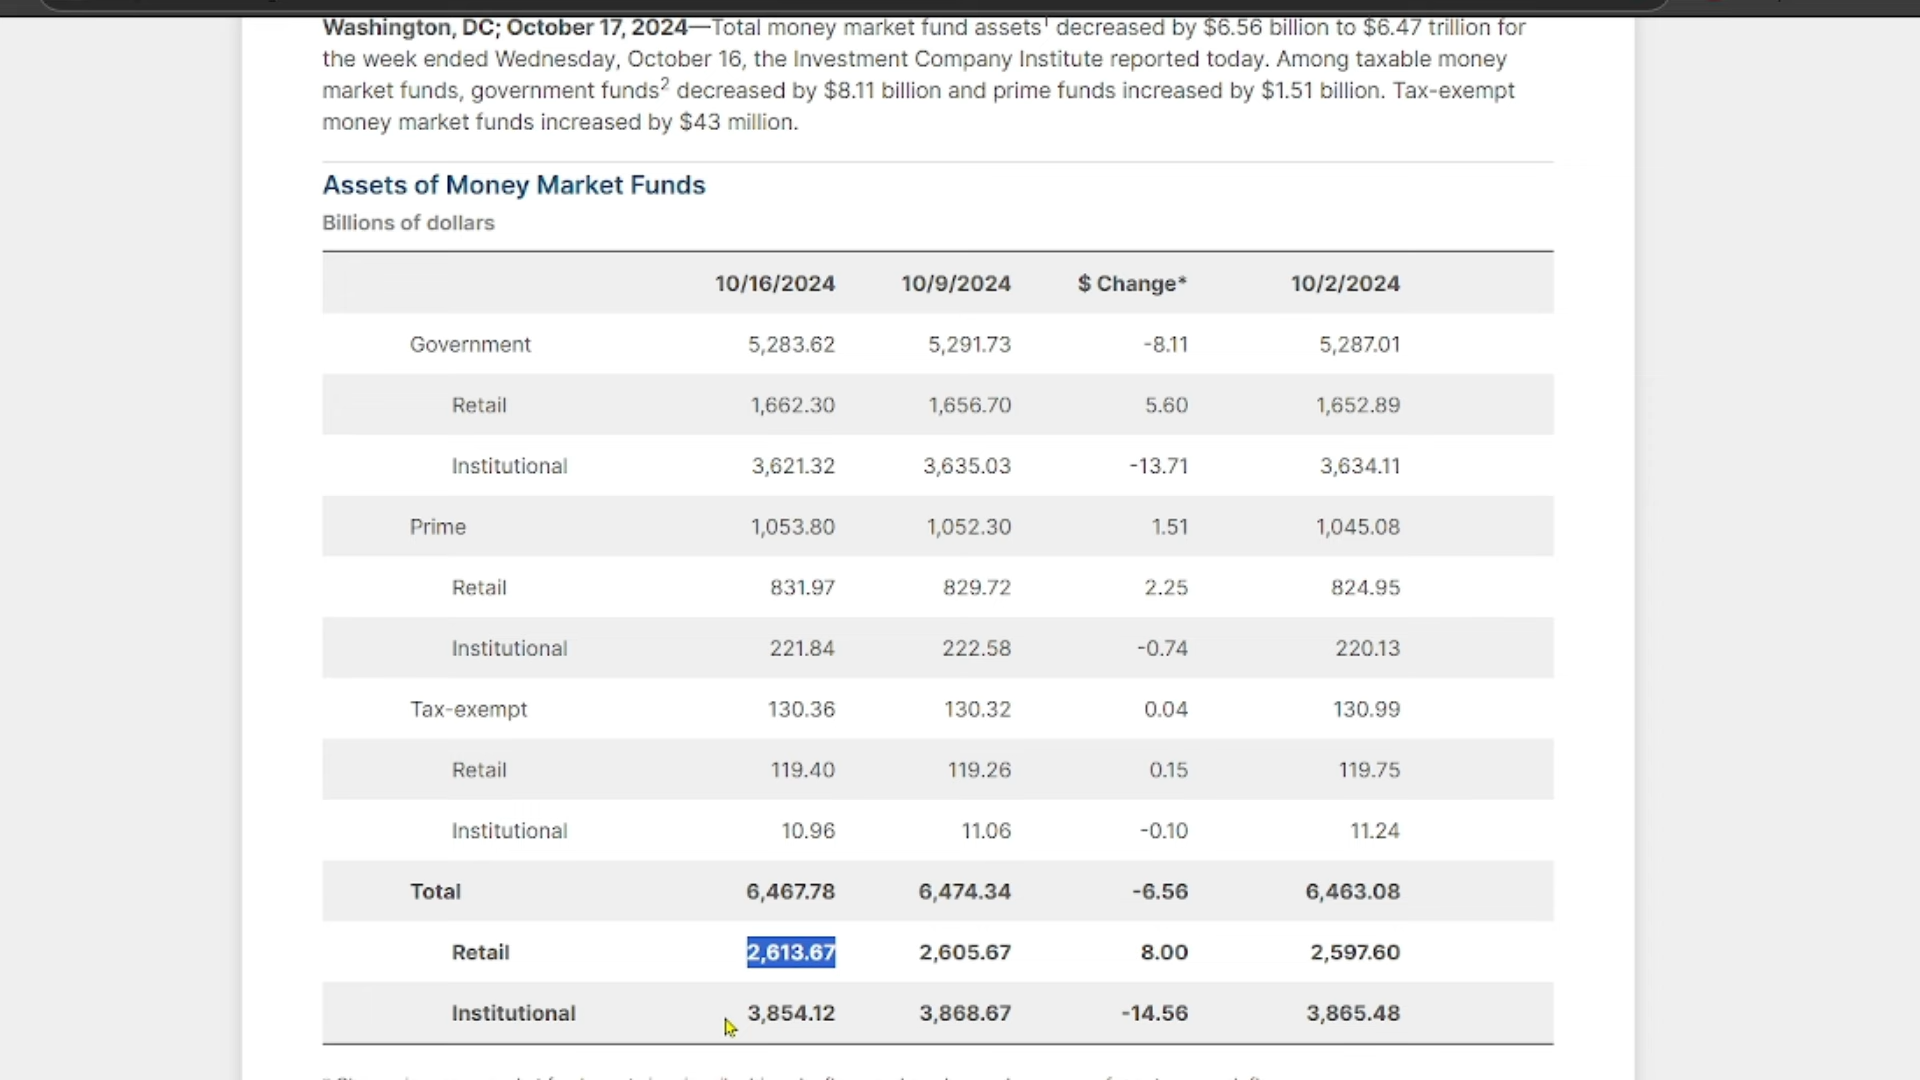 Washington, DC; October 17, 2024—Total money market fund assets¹ decreased by $6.56 billion to $6.47 trillion for
the week ended Wednesday, October 16, the Investment Company Institute reported today. Among taxable money
market funds, government funds² decreased by $8.11 billion and prime funds increased by $1.51 billion. Tax-exempt
money market funds increased by $43 million.
Assets of Money Market Funds
Billions of dollars
10/16/2024 10/9/2024 $ Change* 10/2/2024
Government 5,283.62 5,291.73 -8.11 5,287.01
Retail 1,662.30 1,656.70 5.60 1,652.89
Institutional 3,621.32 3,635.03 -13.71 3,634.11
Prime 1,053.80 1,052.30 1.51 1,045.08
Retail 831.97 829.72 2.25 824.95
Institutional 221.84 222.58 -0.74 220.13
Tax-exempt 130.36 130.32 0.04 130.99
Retail 119.40 119.26 0.15 119.75
Institutional 10.96 11.06 -0.10 11.24
Total 6,467.78 6,474.34 -6.56 6,463.08
Retail 2,613.67 2,605.67 8.00 2,597.60
Institutional 3,854.12 3,868.67 -14.56 3,865.48